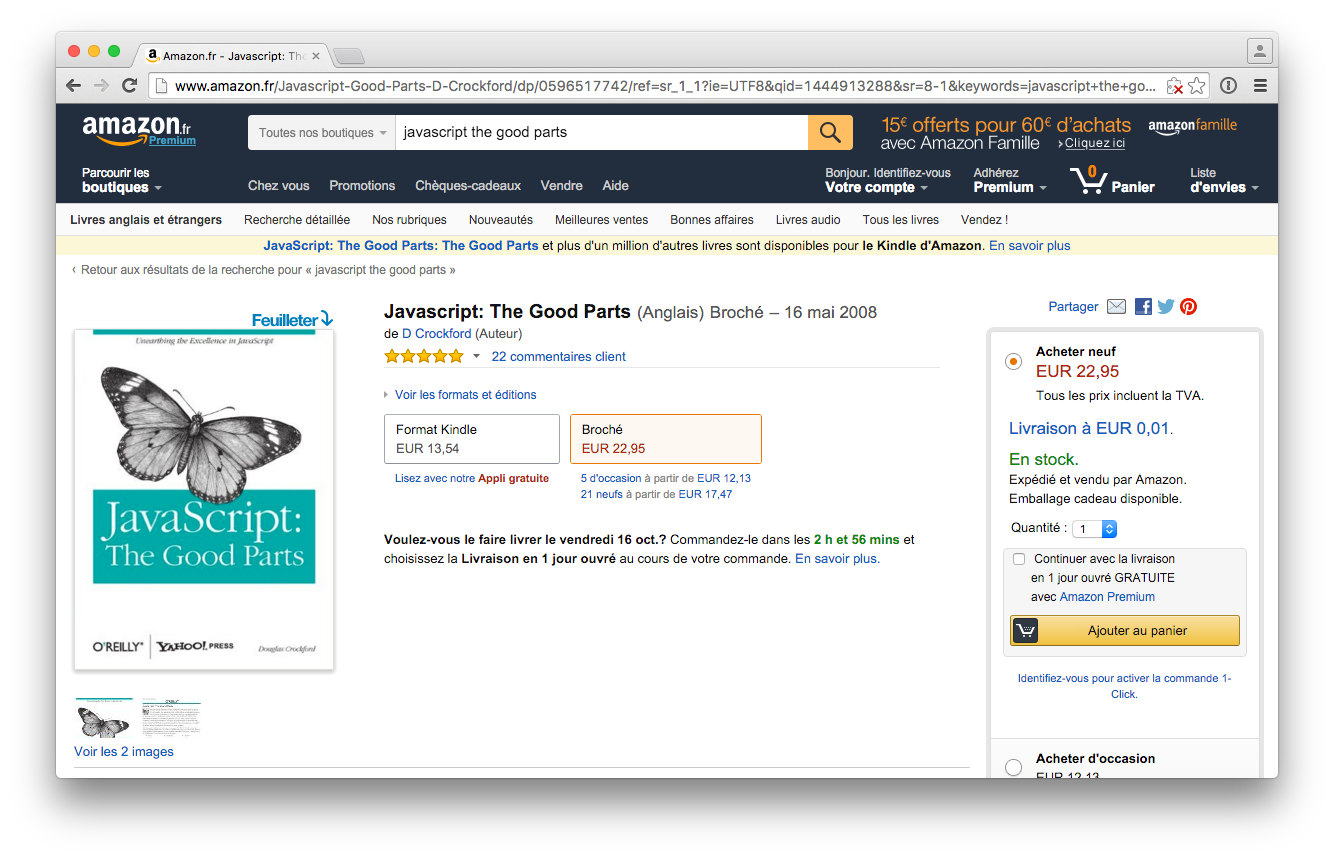 Amazon.fr - Javascript: The
www.amazon.fr/Javascript-Good-Parts-D-Crockford/dp/0596517742/ref=sr_1_1?ie=UTF8&qid=1444913288&sr=8-1&keywords=javascript+the+go...
amazon.fr
Premium
Toutes nos boutiques
javascript the good parts
15€ offerts pour 60€ d'achats
avec Amazon Famille
› Cliquez ici
amazonfamille
Parcourir les
boutiques
Chez vous Promotions Chèques-cadeaux Vendre Aide
Bonjour. Identifiez-vous
Votre compte
Adhérez
Premium
0
Panier
Liste
d'envies
Livres anglais et étrangers Recherche détaillée Nos rubriques Nouveautés Meilleures ventes Bonnes affaires Livres audio Tous les livres Vendez !
JavaScript: The Good Parts: The Good Parts et plus d'un million d'autres livres sont disponibles pour le Kindle d'Amazon. En savoir plus
‹ Retour aux résultats de la recherche pour « javascript the good parts »
Feuilleter
Unearthing the Excellence in JavaScript
JavaScript:
The Good Parts
O'REILLY® YAHOO! PRESS Douglas Crockford
Voir les 2 images
Javascript: The Good Parts (Anglais) Broché – 16 mai 2008
de D Crockford (Auteur)
22 commentaires client
Voir les formats et éditions
Format Kindle
EUR 13,54
Broché
EUR 22,95
Lisez avec notre Appli gratuite
5 d'occasion à partir de EUR 12,13
21 neufs à partir de EUR 17,47
Voulez-vous le faire livrer le vendredi 16 oct.? Commandez-le dans les 2 h et 56 mins et
choisissez la Livraison en 1 jour ouvré au cours de votre commande. En savoir plus.
Partager
Acheter neuf
EUR 22,95
Tous les prix incluent la TVA.
Livraison à EUR 0,01.
En stock.
Expédié et vendu par Amazon.
Emballage cadeau disponible.
Quantité : 1
Continuer avec la livraison
en 1 jour ouvré GRATUITE
avec Amazon Premium
Ajouter au panier
Identifiez-vous pour activer la commande 1-
Click.
Acheter d'occasion
EUR 12,13